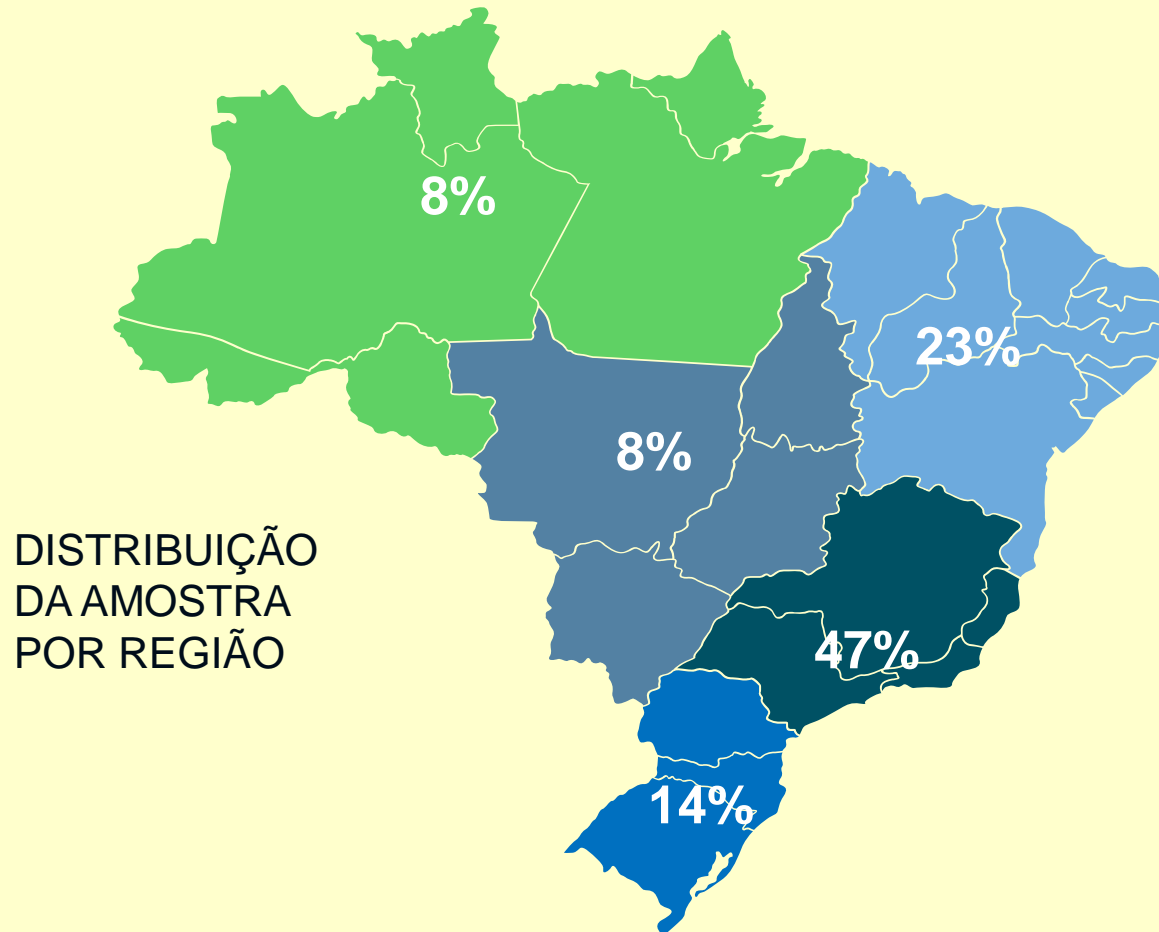 8%
23%
8%
DISTRIBUIÇÃO
DA AMOSTRA
POR REGIÃO
47%
14%